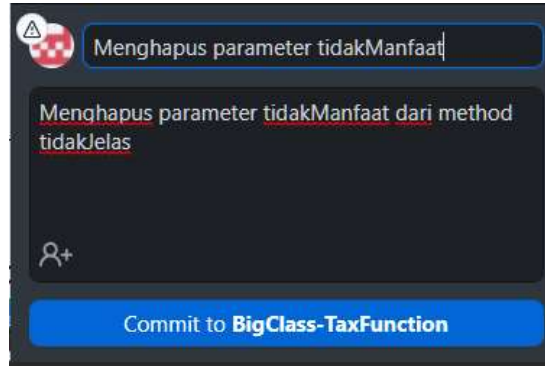 Menghapus parameter tidakManfaat
Menghapus parameter tidakManfaat dari method
tidakJelas
Commit to BigClass-TaxFunction